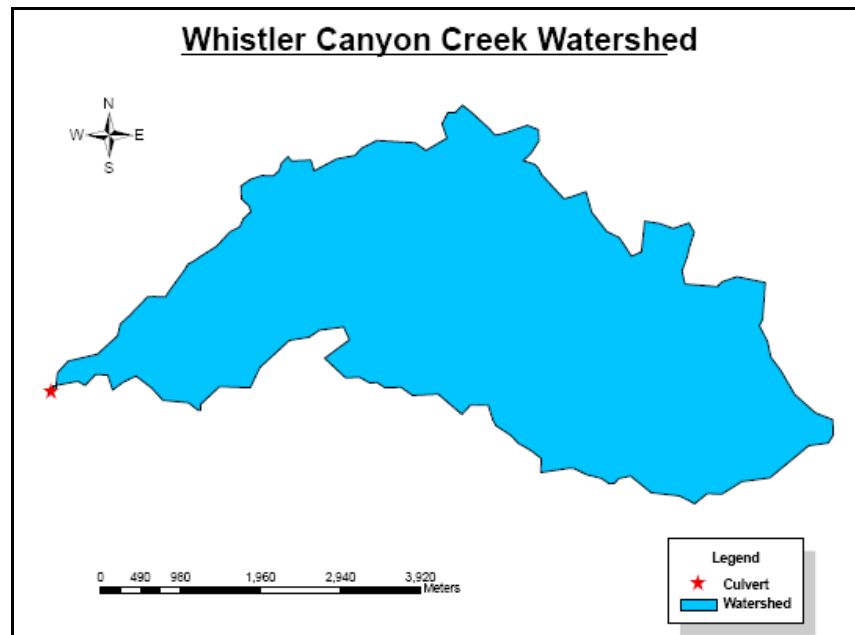 Whistler Canyon Creek Watershed
N
W E
S
0 490 980 1,960 2,940 3,920
Meters
Legend
Culvert
Watershed